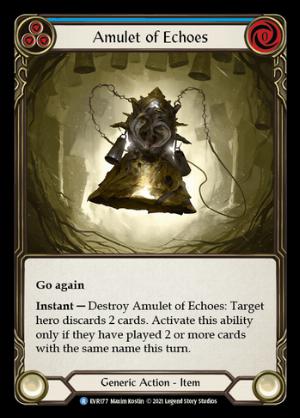 Amulet of Echoes
0
Go again
Instant — Destroy Amulet of Echoes: Target
hero discards 2 cards. Activate this ability
only if they have played 2 or more cards
with the same name this turn.
Generic Action - Item
R EVR177 Maxim Kostin © 2021 Legend Story Studios